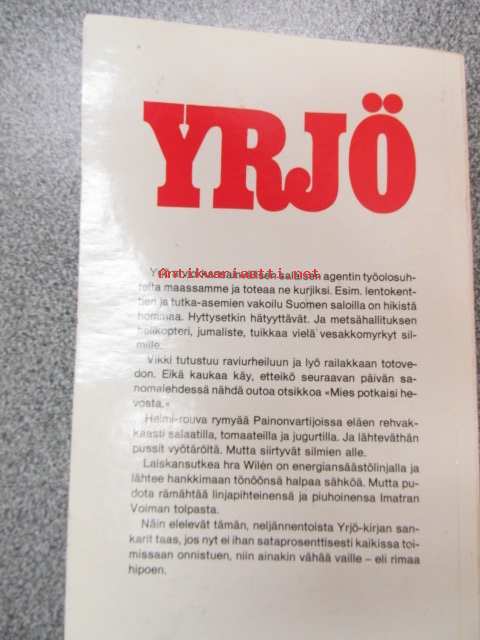 YRJÖ
Antikvariaatti.net
agentin työolosuh-
teita maassamme ja toteaa ne kurjiksi. Esim. lentokent-
tien ja tutka-asemien vakoilu Suomen saloilla on hikistä
hommaa. Hyttysetkin hätyyttävät. Ja metsähallituksen
helikopteri, jumaliste, tuikkaa vielä vesakkomyrkyt sil-
mille.
Vikki tutustuu raviurheiluun ja lyö railakkaan totove-
don. Eikä kaukaa käy, etteikö seuraavan päivän sa-
nomalehdessä nähdä outoa otsikkoa «Mies potkaisi he-
vosta.»
Helmi-rouva rymyää Painonvartijoissa eläen rehvak-
kaasti salaatilla, tomaateilla ja jugurtilla. Ja lähteväthän
pussit vyötäröltä. Mutta siirtyvät silmien alle.
Laiskansutkea hra Wilén on energiansäästölinjalla ja
lähtee hankkimaan tönöönsä halpaa sähköä. Mutta pu-
dota rämähtää linjapihteinensä ja piuhoinensa Imatran
Voiman tolpasta.
Näin elelevät tämän, neljännentoista Yrjö-kirjan san-
karit taas, jos nyt ei ihan sataprosenttisesti kaikissa toi-
missaan onnistuen, niin ainakin vähää vaille – eli rimaa
hipoen.